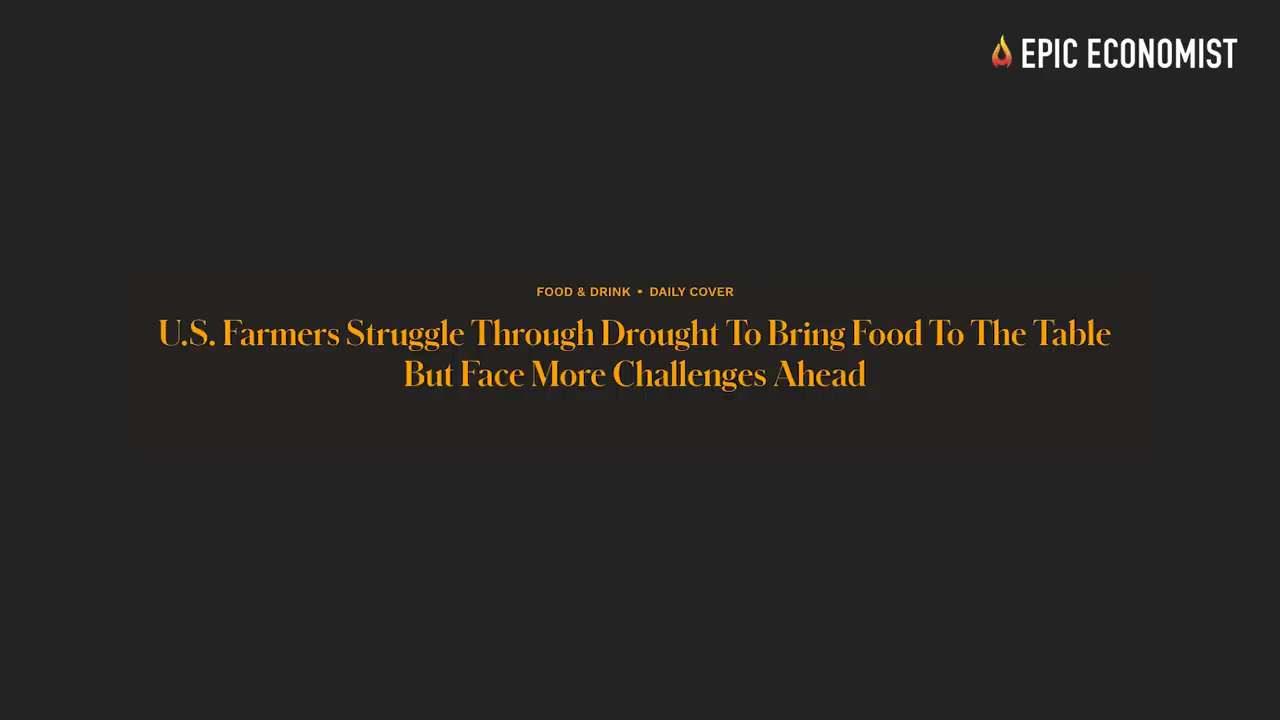 EPIC ECONOMIST
FOOD & DRINK • DAILY COVER
U.S. Farmers Struggle Through Drought To Bring Food To The Table
But Face More Challenges Ahead